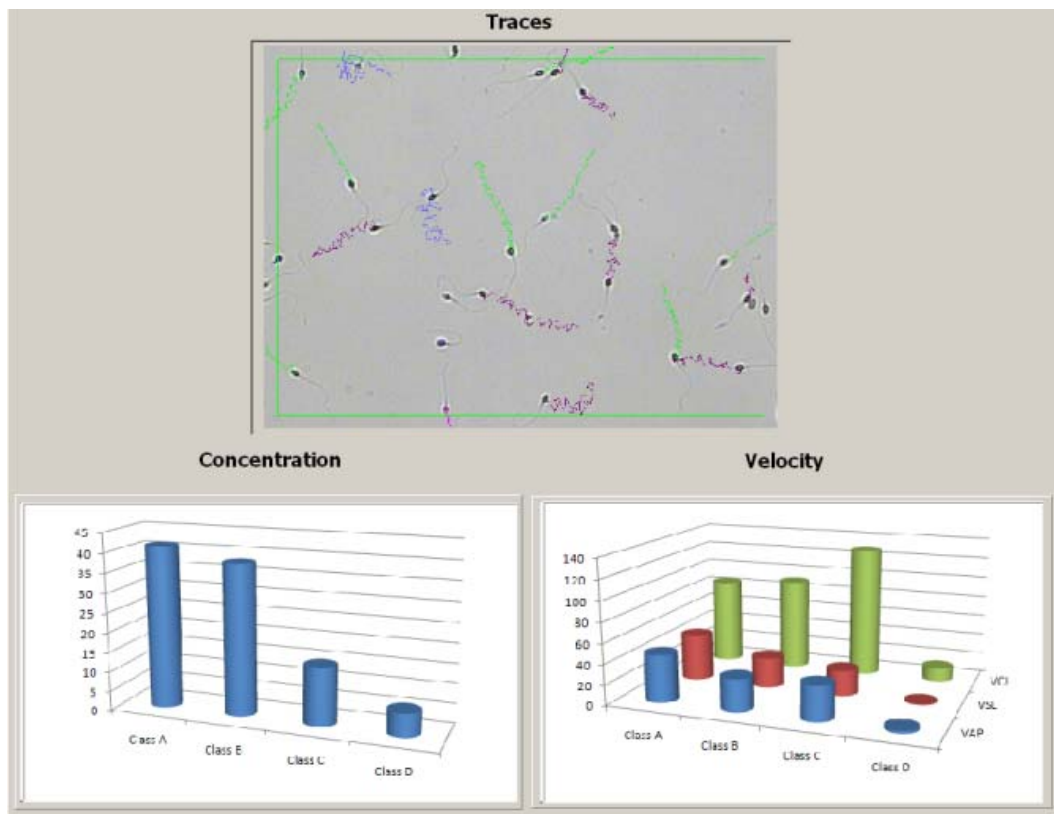 Traces
Concentration
Velocity
45
40
35
30
25
20
15
10
5
0
Class A
Class B
Class C
Class D
140
120
100
80
60
40
20
0
Class A
Class B
Class C
Class D
VCL
VSL
VAP